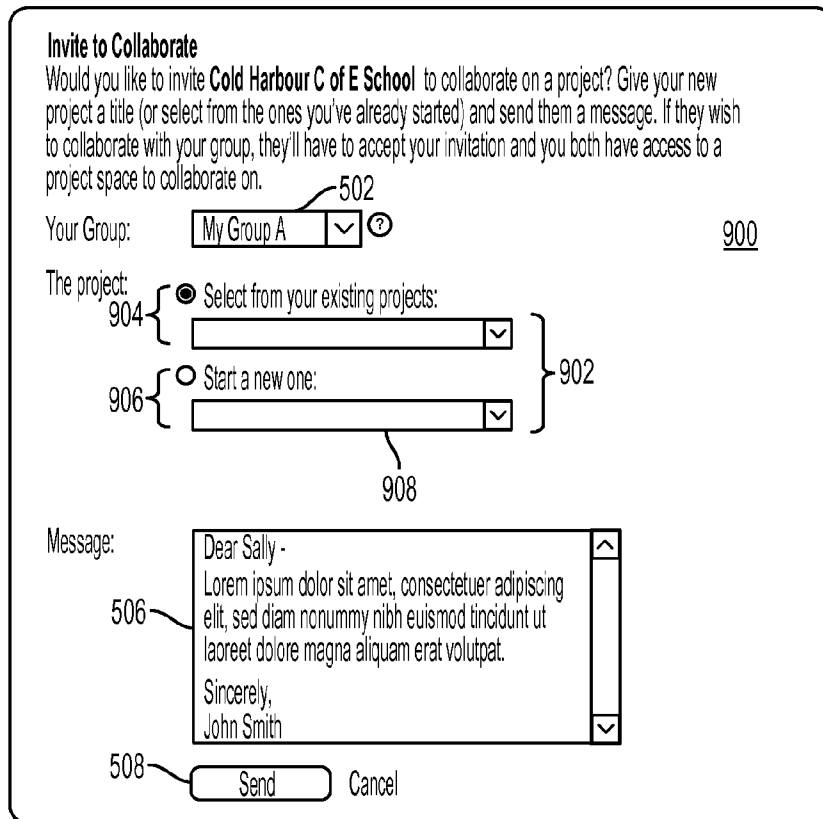 Invite to Collaborate
Would you like to invite Cold Harbour C of E School to collaborate on a project? Give your new
project a title (or select from the ones you've already started) and send them a message. If they wish
to collaborate with your group, they'll have to accept your invitation and you both have access to a
project space to collaborate on.
502
Your Group: My Group A ? 900
The project:
904 Select from your existing projects:
902
906 Start a new one:
908
Message: Dear Sally -
Lorem ipsum dolor sit amet, consectetuer adipiscing
506 elit, sed diam nonummy nibh euismod tincidunt ut
laoreet dolore magna aliquam erat volutpat.
Sincerely,
John Smith
508 Send Cancel